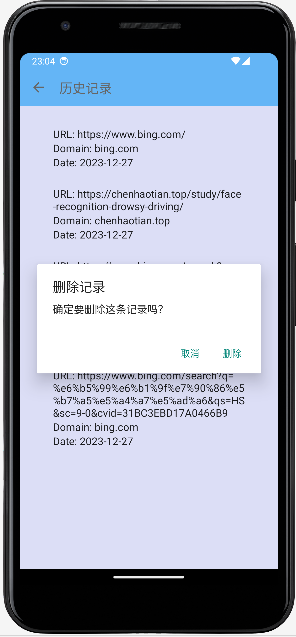 23:04
历史记录
URL: https://www.bing.com/
Domain: bing.com
Date: 2023-12-27
URL: https://chenhaotian.top/study/face
-recognition-drowsy-driving/
Domain: chenhaotian.top
Date: 2023-12-27
删除记录
确定要删除这条记录吗？
取消 删除
URL: https://www.bing.com/search?q=
%e6%b5%99%e6%b1%9f%e7%90%86%e5
%b7%a5%e5%a4%a7%e5%ad%a6&qs=HS
&sc=9-0&cvid=31BC3EBD17A0466B9
Domain: bing.com
Date: 2023-12-27